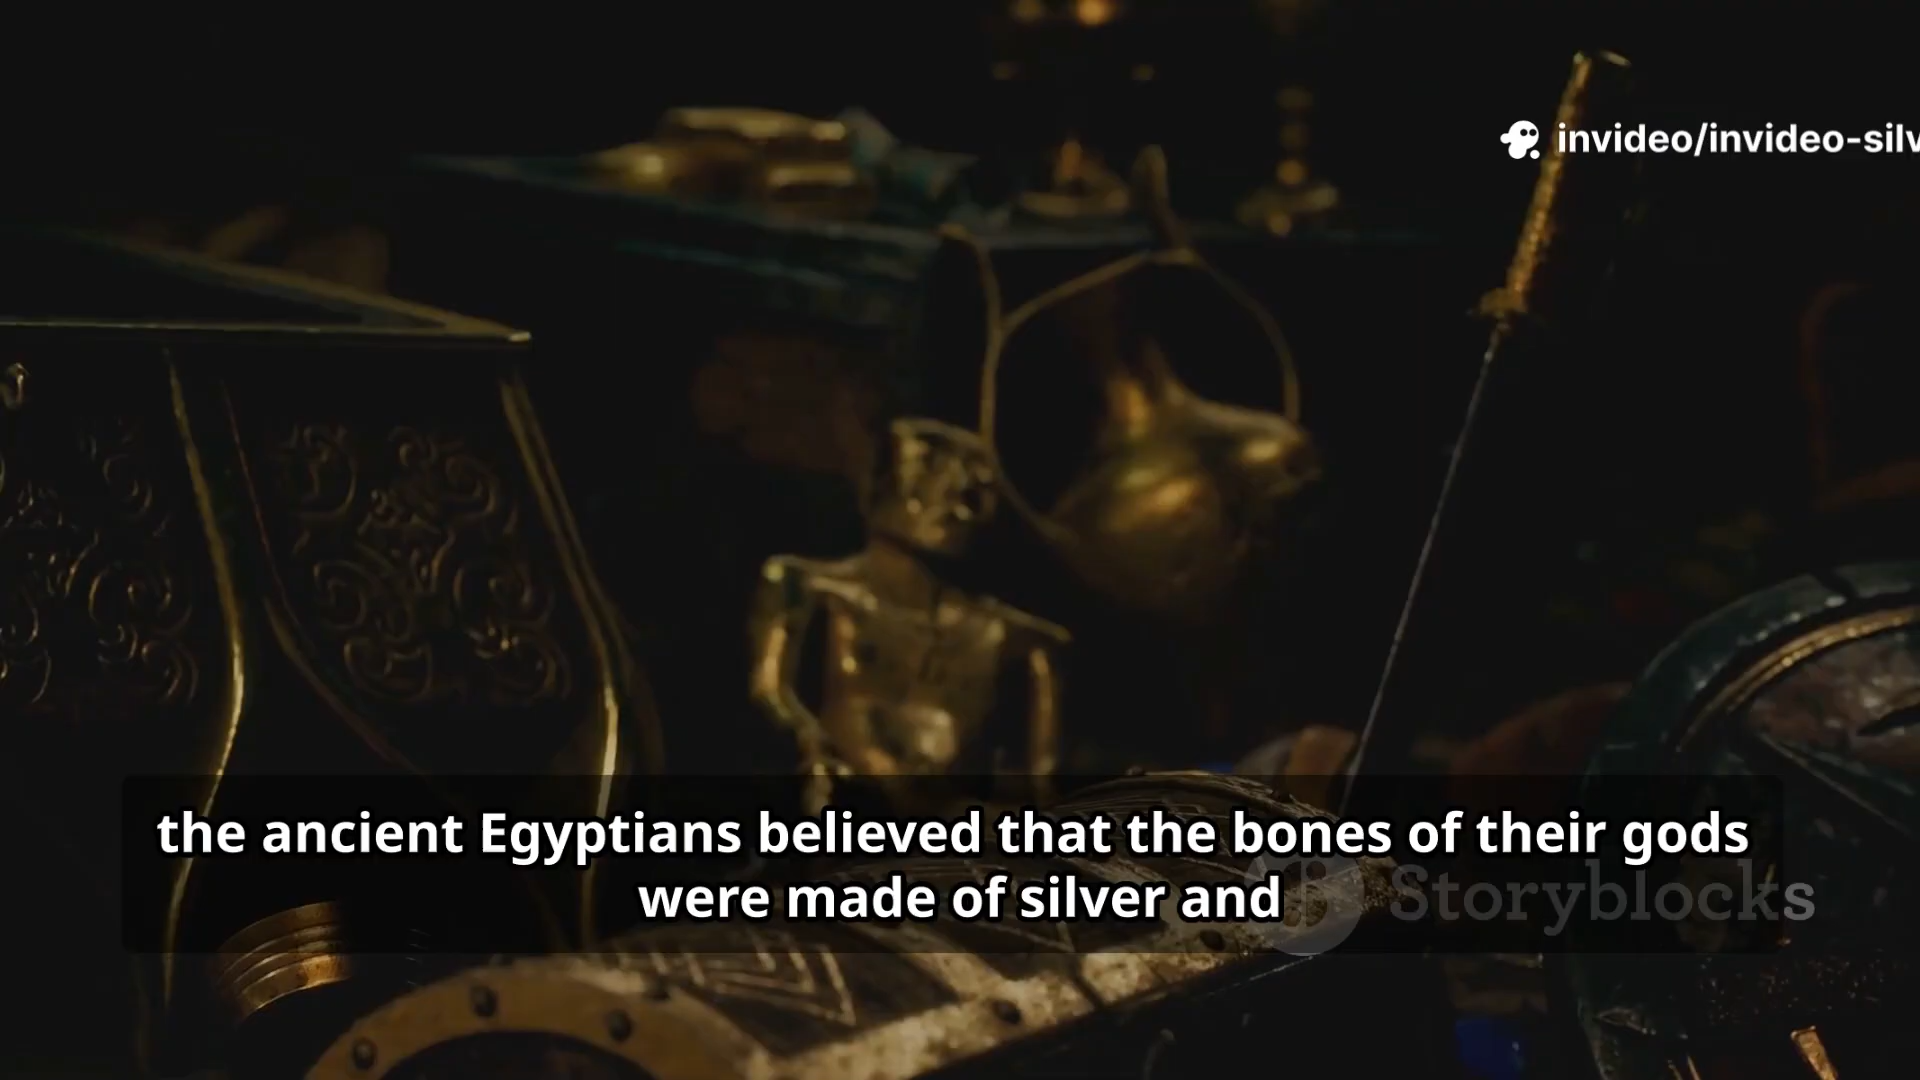 invideo/invideo-silv
the ancient Egyptians believed that the bones of their gods
were made of silver and
Storyblocks